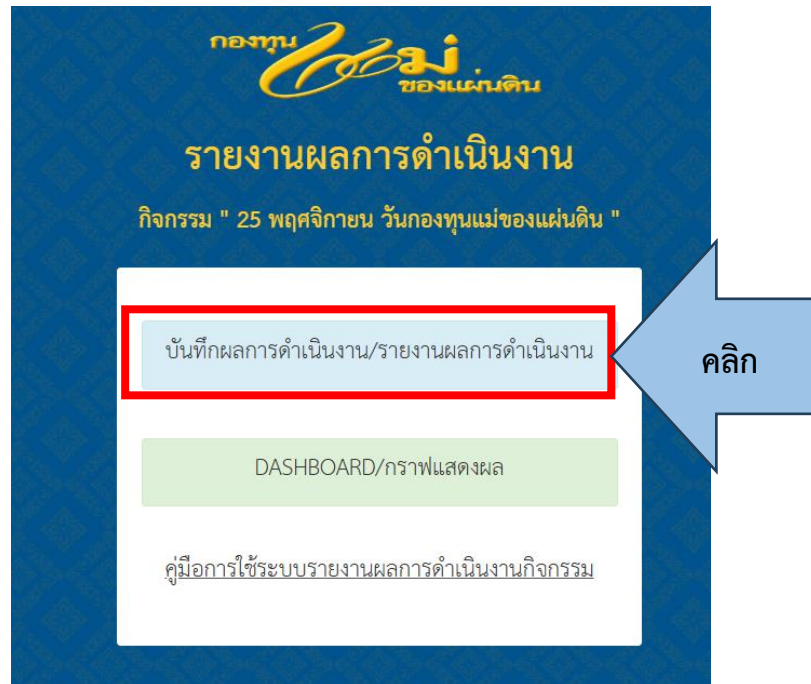 กองทุน
แม่
ของแผ่นดิน
รายงานผลการดำเนินงาน
กิจกรรม " 25 พฤศจิกายน วันกองทุนแม่ของแผ่นดิน "
บันทึกผลการดำเนินงาน/รายงานผลการดำเนินงาน
คลิก
DASHBOARD/กราฟแสดงผล
คู่มือการใช้ระบบรายงานผลการดำเนินงานกิจกรรม